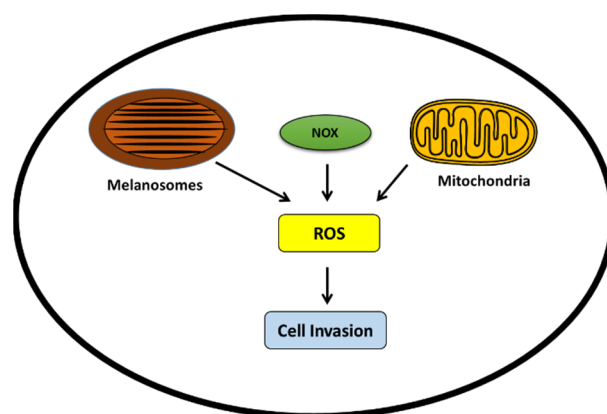 NOX
Melanosomes
Mitochondria
ROS
Cell Invasion